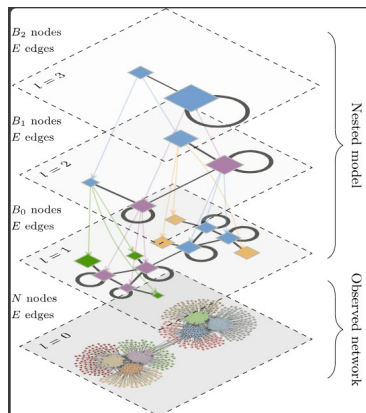 B₂ nodes
E edges
l = 3
B₁ nodes
E edges
l = 2
B₀ nodes
E edges
l = 1
N nodes
E edges
l = 0
Nested model
Observed network